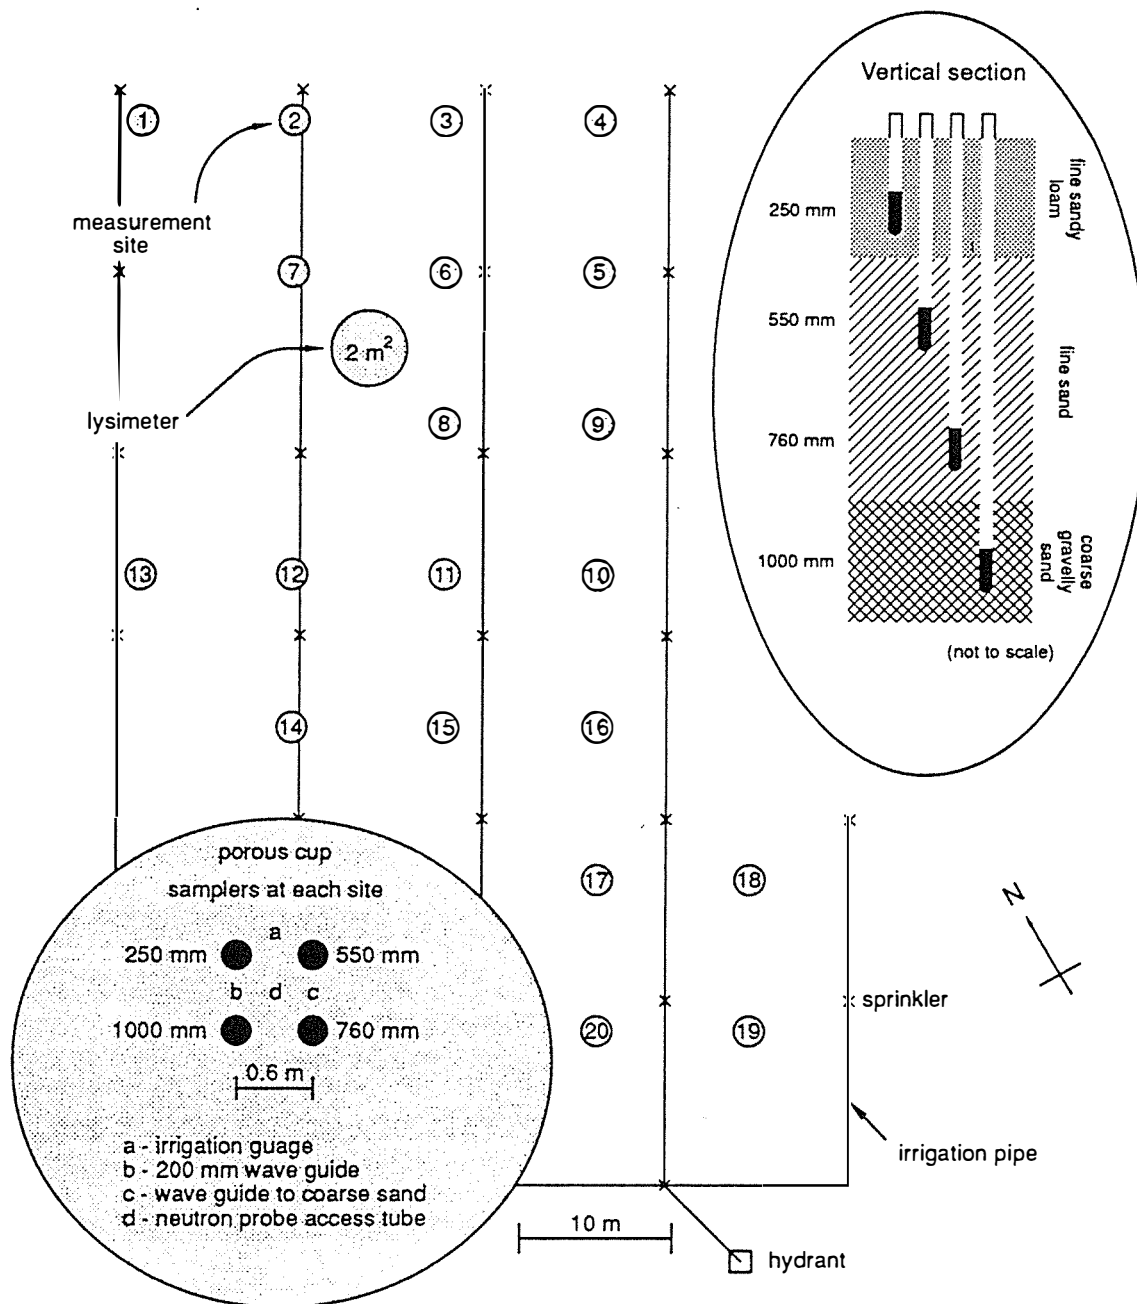 Vertical section
1
2
3
4
fine sandy
loam
250 mm
measurement
site
7
6
5
550 mm
2 m²
fine sand
lysimeter
8
9
760 mm
13
12
11
10
1000 mm
coarse
gravelly
sand
(not to scale)
14
15
16
porous cup
samplers at each site
17
18
N
a
250 mm
550 mm
b d c
sprinkler
1000 mm
760 mm
20
19
0.6 m
a - irrigation guage
b - 200 mm wave guide
c - wave guide to coarse sand
d - neutron probe access tube
irrigation pipe
10 m
hydrant